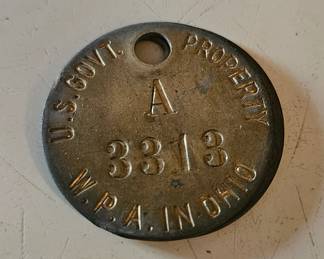 U.S. GOVT. PROPERTY
A
3313
W.P.A. IN OHIO